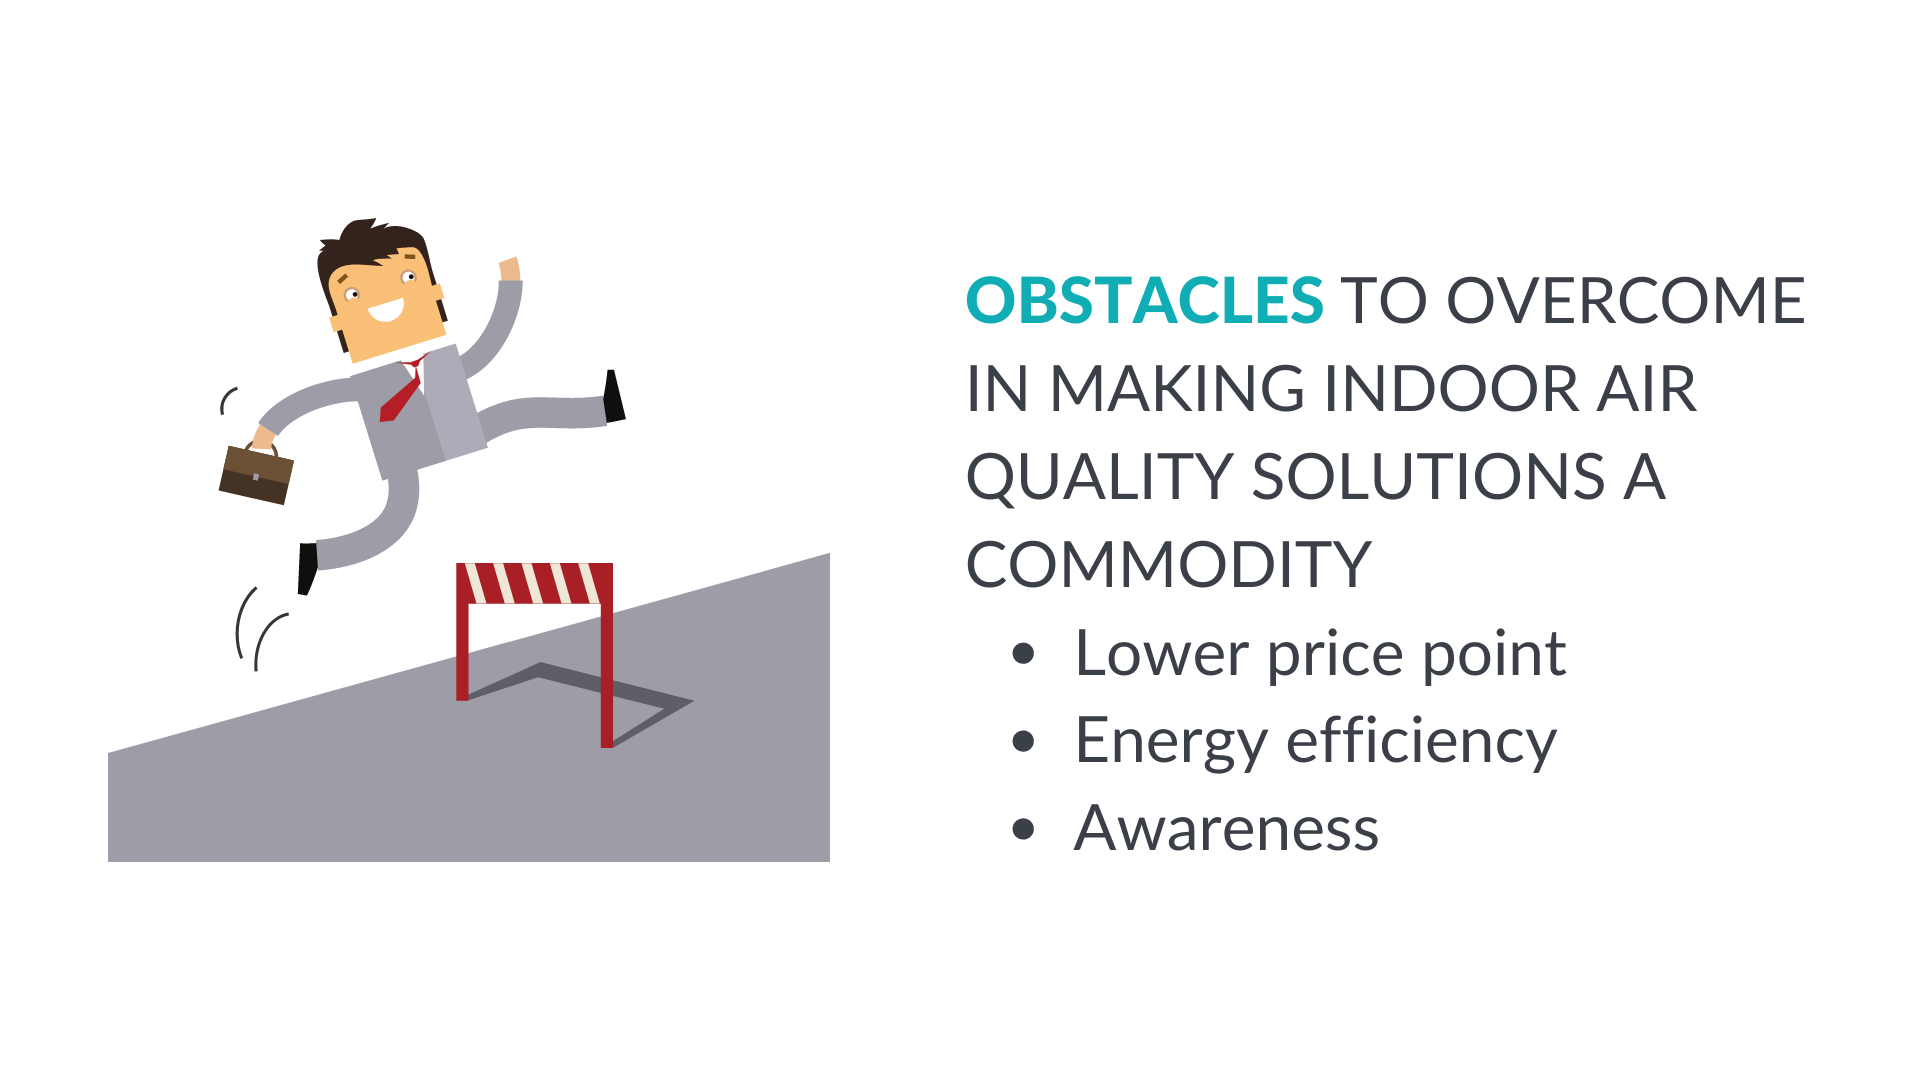 OBSTACLES TO OVERCOME
IN MAKING INDOOR AIR
QUALITY SOLUTIONS A
COMMODITY
• Lower price point
• Energy efficiency
• Awareness